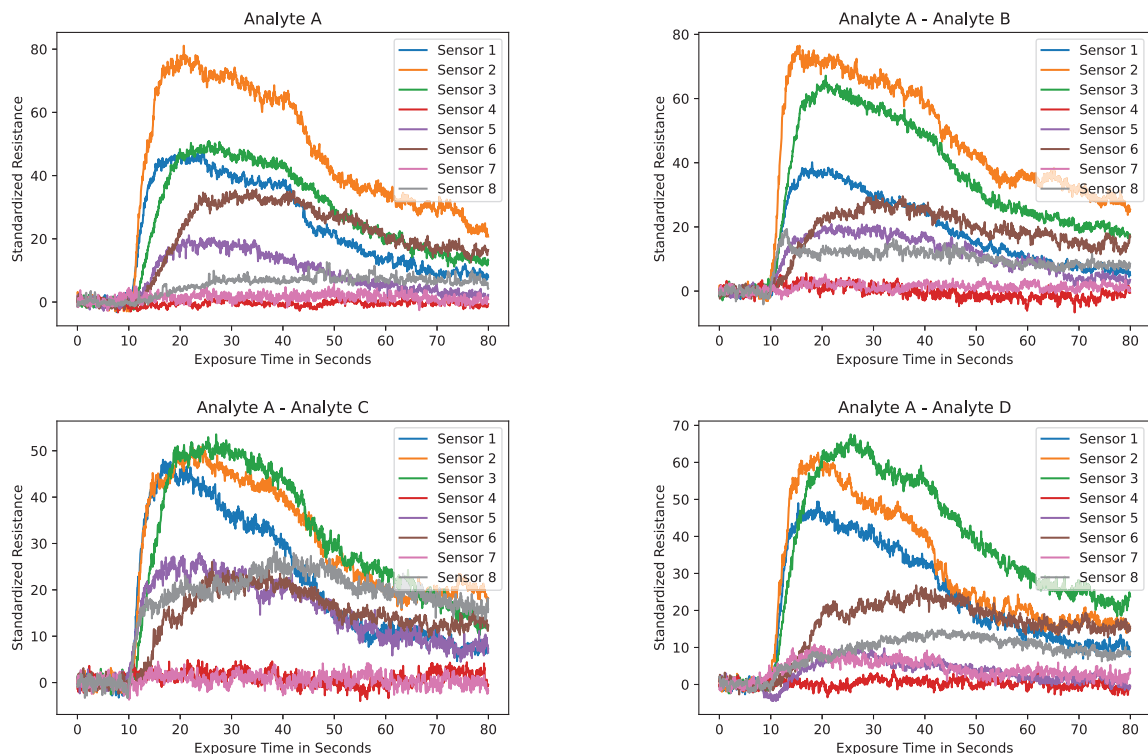 Analyte A
Standardized Resistance
80
60
40
20
0
Sensor 1
Sensor 2
Sensor 3
Sensor 4
Sensor 5
Sensor 6
Sensor 7
Sensor 8
0 10 20 30 40 50 60 70 80
Exposure Time in Seconds
Analyte A - Analyte B
Standardized Resistance
80
60
40
20
0
Sensor 1
Sensor 2
Sensor 3
Sensor 4
Sensor 5
Sensor 6
Sensor 7
Sensor 8
0 10 20 30 40 50 60 70 80
Exposure Time in Seconds
Analyte A - Analyte C
Standardized Resistance
50
40
30
20
10
0
Sensor 1
Sensor 2
Sensor 3
Sensor 4
Sensor 5
Sensor 6
Sensor 7
Sensor 8
0 10 20 30 40 50 60 70 80
Exposure Time in Seconds
Analyte A - Analyte D
Standardized Resistance
70
60
50
40
30
20
10
0
Sensor 1
Sensor 2
Sensor 3
Sensor 4
Sensor 5
Sensor 6
Sensor 7
Sensor 8
0 10 20 30 40 50 60 70 80
Exposure Time in Seconds